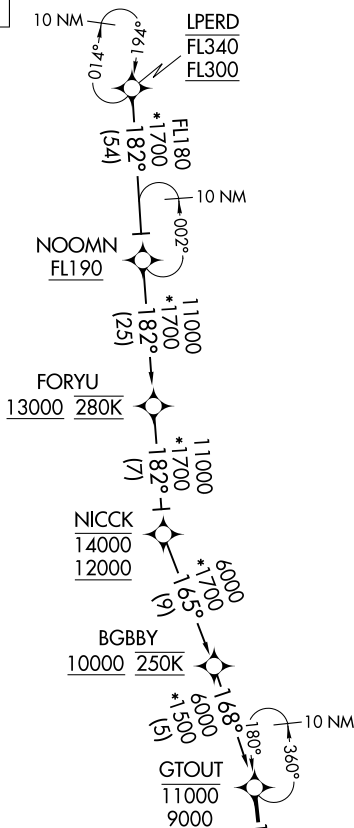 10 NM
194°
014°
LPERD
FL340
FL300
FL180
*1700
182°
(54)
10 NM
002°
NOOMN
FL190
11000
*1700
182°
(25)
FORYU
13000 280K
11000
*1700
182°
(7)
NICCK
14000
12000
6000
*1700
165°
(9)
BGBBY
10000 250K
6000
*1500
168°
(5)
10 NM
180°
360°
GTOUT
11000
9000